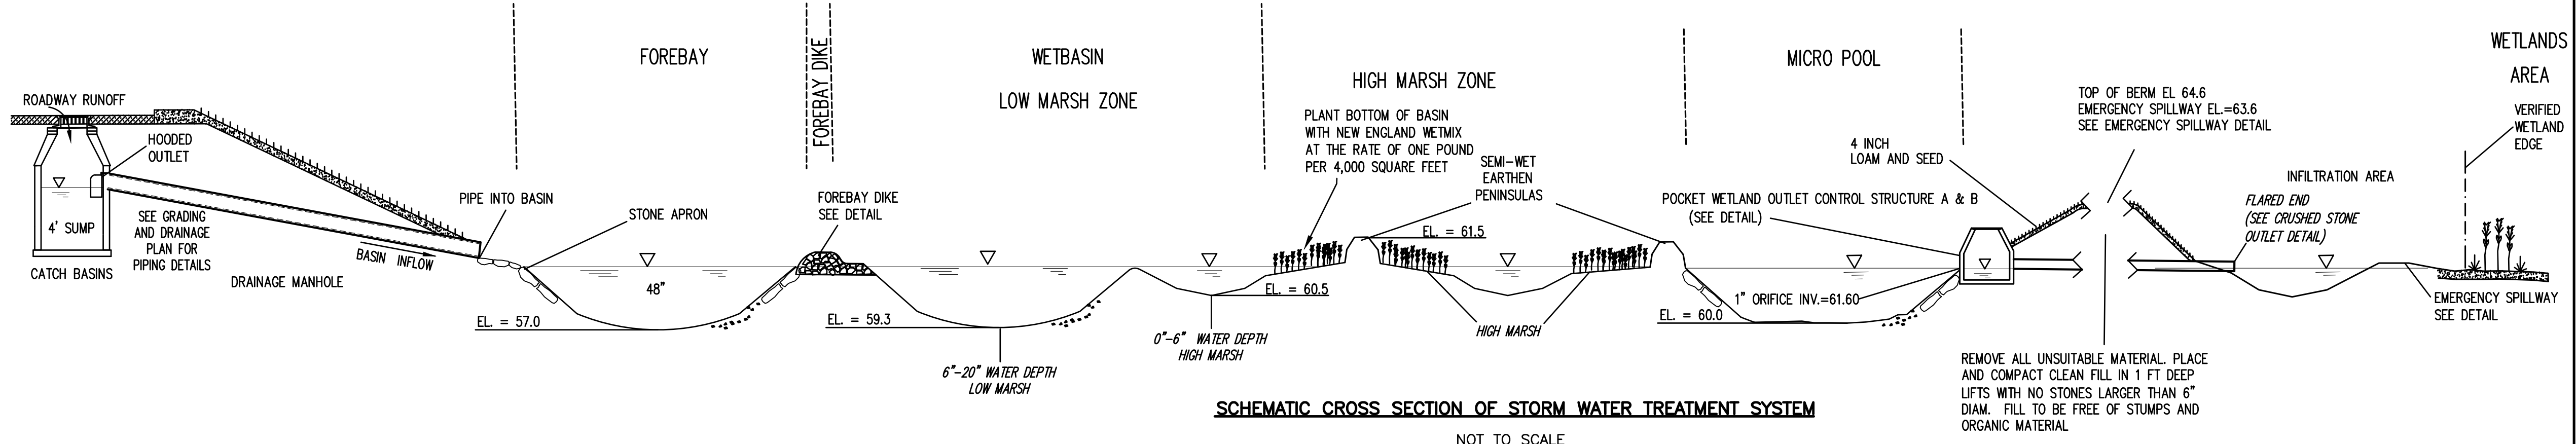 ROADWAY RUNOFF
HOODED
OUTLET
4' SUMP
CATCH BASINS
SEE GRADING
AND DRAINAGE
PLAN FOR
PIPING DETAILS
DRAINAGE MANHOLE
BASIN INFLOW
PIPE INTO BASIN
STONE APRON
FOREBAY
48"
EL. = 57.0
FOREBAY DIKE
FOREBAY DIKE
SEE DETAIL
WETBASIN
LOW MARSH ZONE
EL. = 59.3
6"-20" WATER DEPTH
LOW MARSH
0"-6" WATER DEPTH
HIGH MARSH
HIGH MARSH ZONE
PLANT BOTTOM OF BASIN
WITH NEW ENGLAND WETMIX
AT THE RATE OF ONE POUND
PER 4,000 SQUARE FEET
SEMI-WET
EARTHEN
PENINSULAS
EL. = 61.5
EL. = 60.5
HIGH MARSH
MICRO POOL
POCKET WETLAND OUTLET CONTROL STRUCTURE A & B
(SEE DETAIL)
1" ORIFICE INV.=61.60
EL. = 60.0
4 INCH
LOAM AND SEED
TOP OF BERM EL 64.6
EMERGENCY SPILLWAY EL.=63.6
SEE EMERGENCY SPILLWAY DETAIL
REMOVE ALL UNSUITABLE MATERIAL. PLACE
AND COMPACT CLEAN FILL IN 1 FT DEEP
LIFTS WITH NO STONES LARGER THAN 6"
DIAM. FILL TO BE FREE OF STUMPS AND
ORGANIC MATERIAL
INFILTRATION AREA
FLARED END
(SEE CRUSHED STONE
OUTLET DETAIL)
WETLANDS
AREA
VERIFIED
WETLAND
EDGE
EMERGENCY SPILLWAY
SEE DETAIL
SCHEMATIC CROSS SECTION OF STORM WATER TREATMENT SYSTEM
NOT TO SCALE